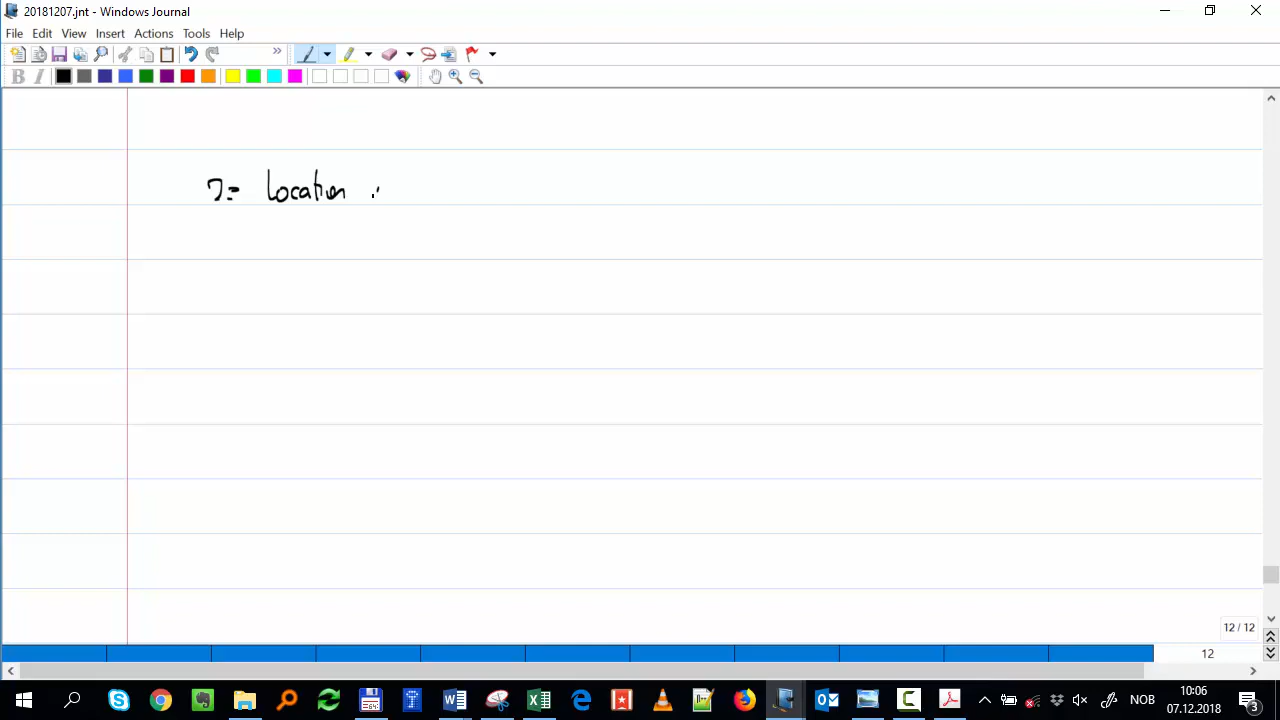 20181207.jnt - Windows Journal
File Edit View Insert Actions Tools Help
B I
= Location
12 / 12
12
NOB
10:06
07.12.2018
3